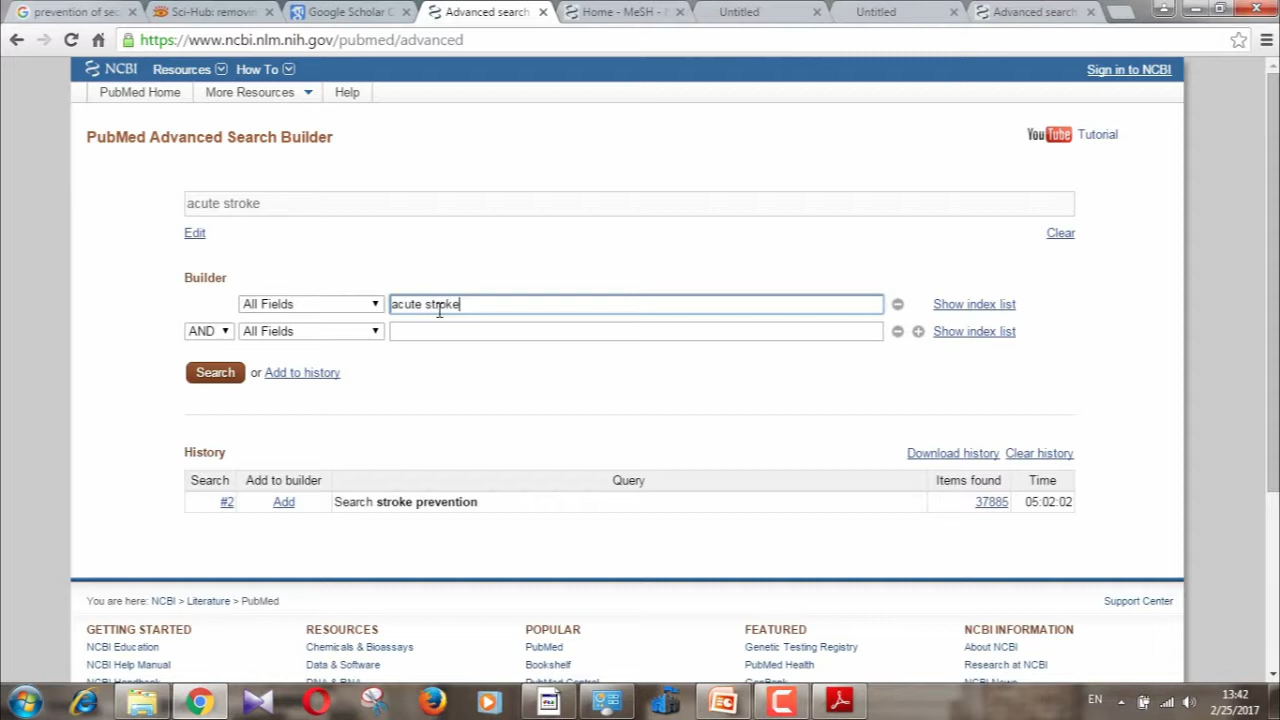 prevention of sec
Sci-Hub: removin
Google Scholar C
Advanced search
Home - MeSH - N
Untitled
Untitled
Advanced search
https://www.ncbi.nlm.nih.gov/pubmed/advanced
NCBI Resources How To Sign in to NCBI
PubMed Home More Resources Help
PubMed Advanced Search Builder
YouTube Tutorial
acute stroke
Edit Clear
Builder
All Fields acute stroke Show index list
AND All Fields Show index list
Search or Add to history
History Download history Clear history
Search Add to builder Query Items found Time
#2 Add Search stroke prevention 37885 05:02:02
You are here: NCBI > Literature > PubMed Support Center
GETTING STARTED RESOURCES POPULAR FEATURED NCBI INFORMATION
NCBI Education Chemicals & Bioassays PubMed Genetic Testing Registry About NCBI
NCBI Help Manual Data & Software Bookshelf PubMed Health Research at NCBI
EN 13:42
2/25/2017